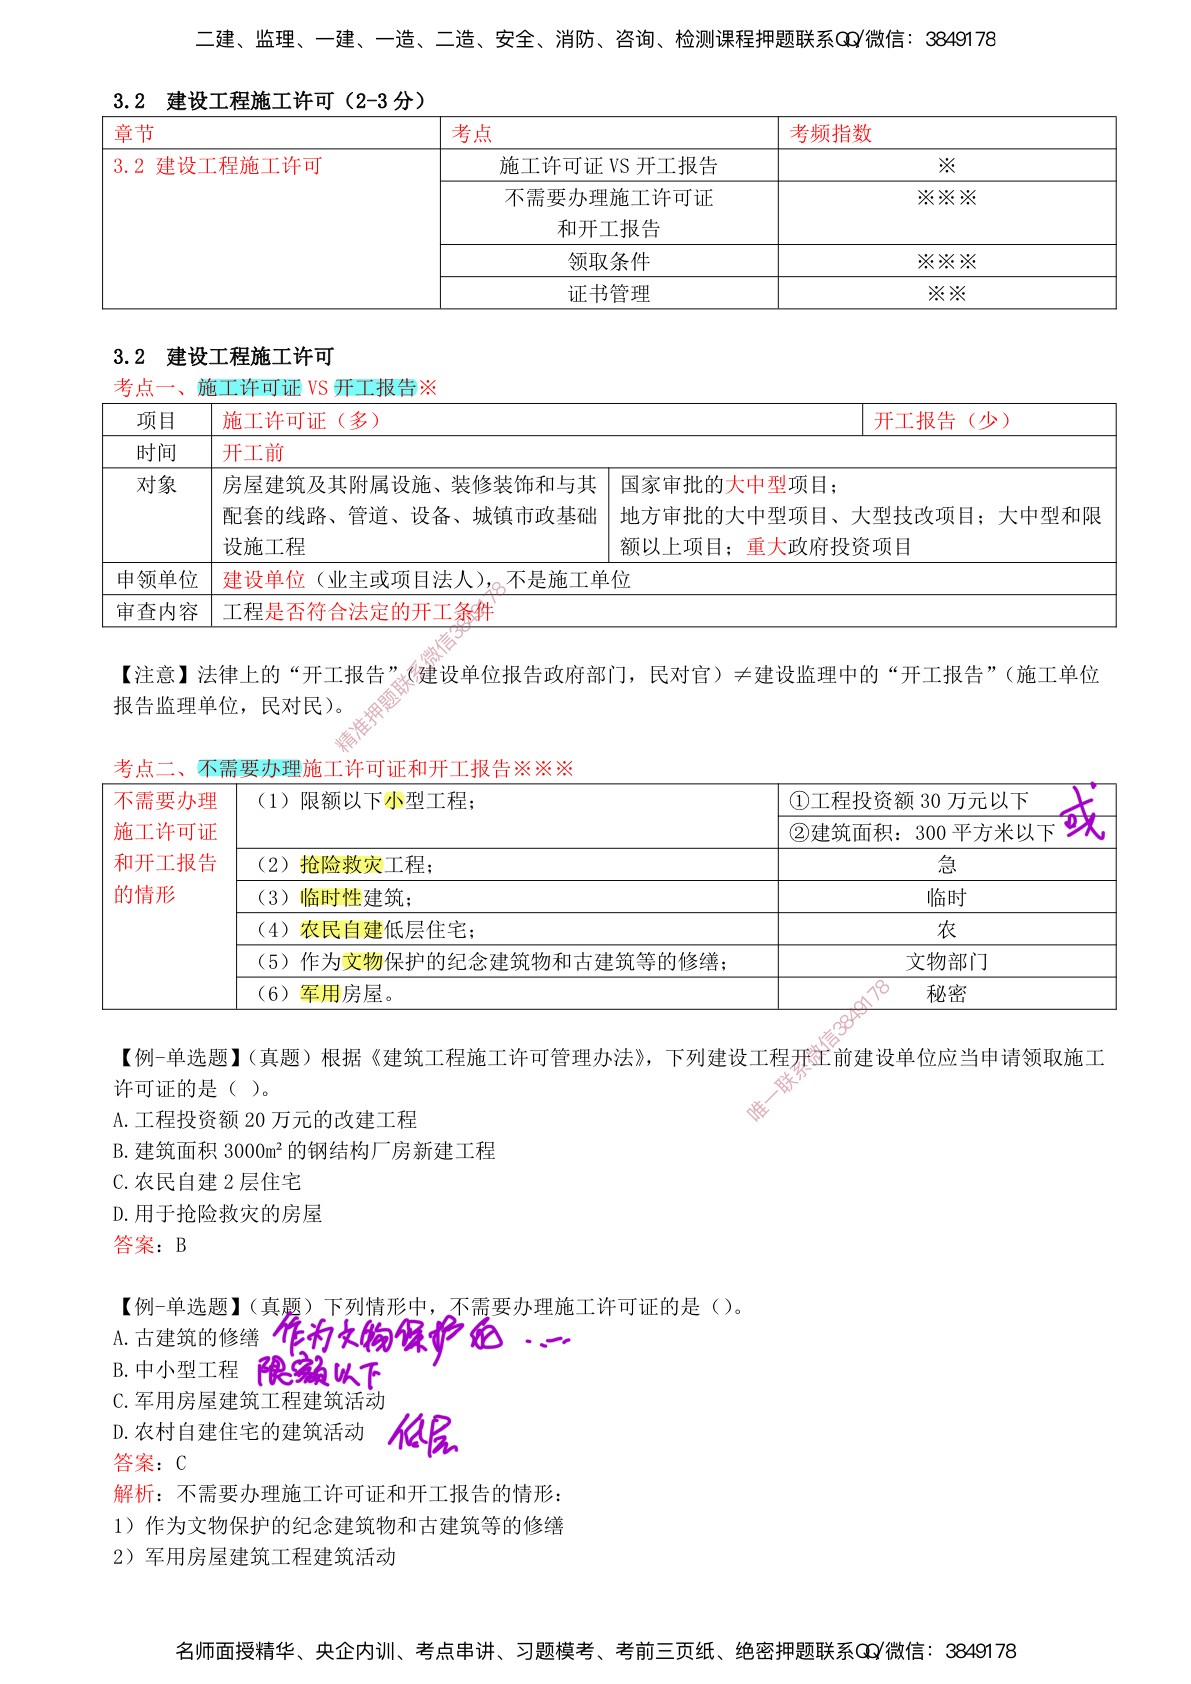 二建、监理、一建、一造、二造、安全、消防、咨询、检测课程押题联系QQ/微信：3849178
3.2 建设工程施工许可（2-3 分）
章节 考点 考频指数
3.2 建设工程施工许可 施工许可证 VS 开工报告 ※
不需要办理施工许可证 ※※※
和开工报告
领取条件 ※※※
证书管理 ※※
3.2 建设工程施工许可
考点一、施工许可证 VS 开工报告※
项目 施工许可证（多） 开工报告（少）
时间 开工前
对象 房屋建筑及其附属设施、装修装饰和与其 国家审批的大中型项目；
配套的线路、管道、设备、城镇市政基础 地方审批的大中型项目、大型技改项目；大中型和限
设施工程 额以上项目；重大政府投资项目
申领单位 建设单位（业主或项目法人），不是施工单位
审查内容 工程是否符合法定的开工条件
精准押题联系微信3849178
【注意】法律上的“开工报告”（建设单位报告政府部门，民对官）≠建设监理中的“开工报告”（施工单位
报告监理单位，民对民）。
考点二、不需要办理施工许可证和开工报告※※※
不需要办理 （1）限额以下小型工程； ①工程投资额 30 万元以下 或
施工许可证 ②建筑面积：300 平方米以下
和开工报告 （2）抢险救灾工程； 急
的情形 （3）临时性建筑； 临时
（4）农民自建低层住宅； 农
（5）作为文物保护的纪念建筑物和古建筑等的修缮； 文物部门
（6）军用房屋。 秘密
唯一联系微信3849178
【例-单选题】（真题）根据《建筑工程施工许可管理办法》，下列建设工程开工前建设单位应当申请领取施工
许可证的是（ ）。
A.工程投资额 20 万元的改建工程
B.建筑面积 3000m² 的钢结构厂房新建工程
C.农民自建 2 层住宅
D.用于抢险救灾的房屋
答案：B
【例-单选题】（真题）下列情形中，不需要办理施工许可证的是（）。
A.古建筑的修缮 作为文物保护的……
B.中小型工程 限额以下
C.军用房屋建筑工程建筑活动
D.农村自建住宅的建筑活动 低层
答案：C
解析：不需要办理施工许可证和开工报告的情形：
1）作为文物保护的纪念建筑物和古建筑等的修缮
2）军用房屋建筑工程建筑活动
名师面授精华、央企内训、考点串讲、习题模考、考前三页纸、绝密押题联系QQ/微信：3849178